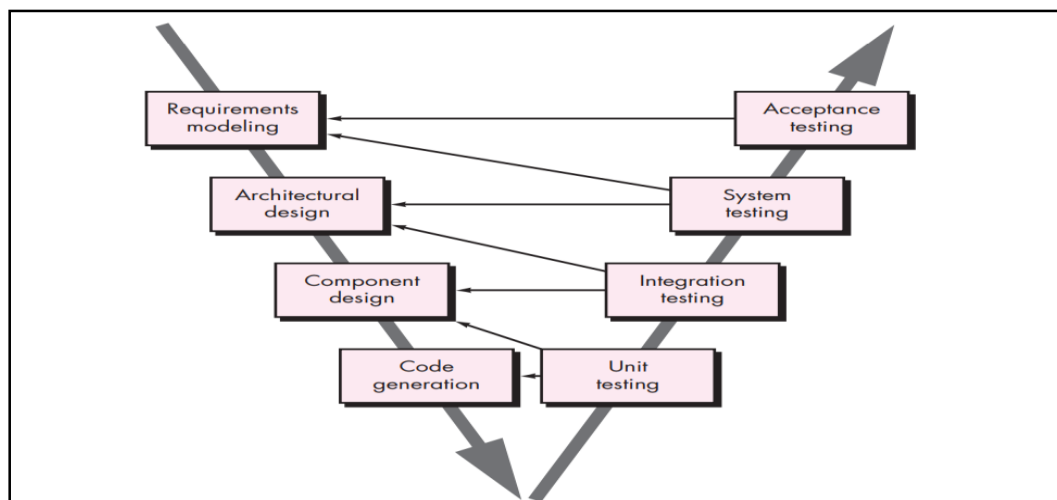 Requirements
modeling
Acceptance
testing
Architectural
design
System
testing
Component
design
Integration
testing
Code
generation
Unit
testing